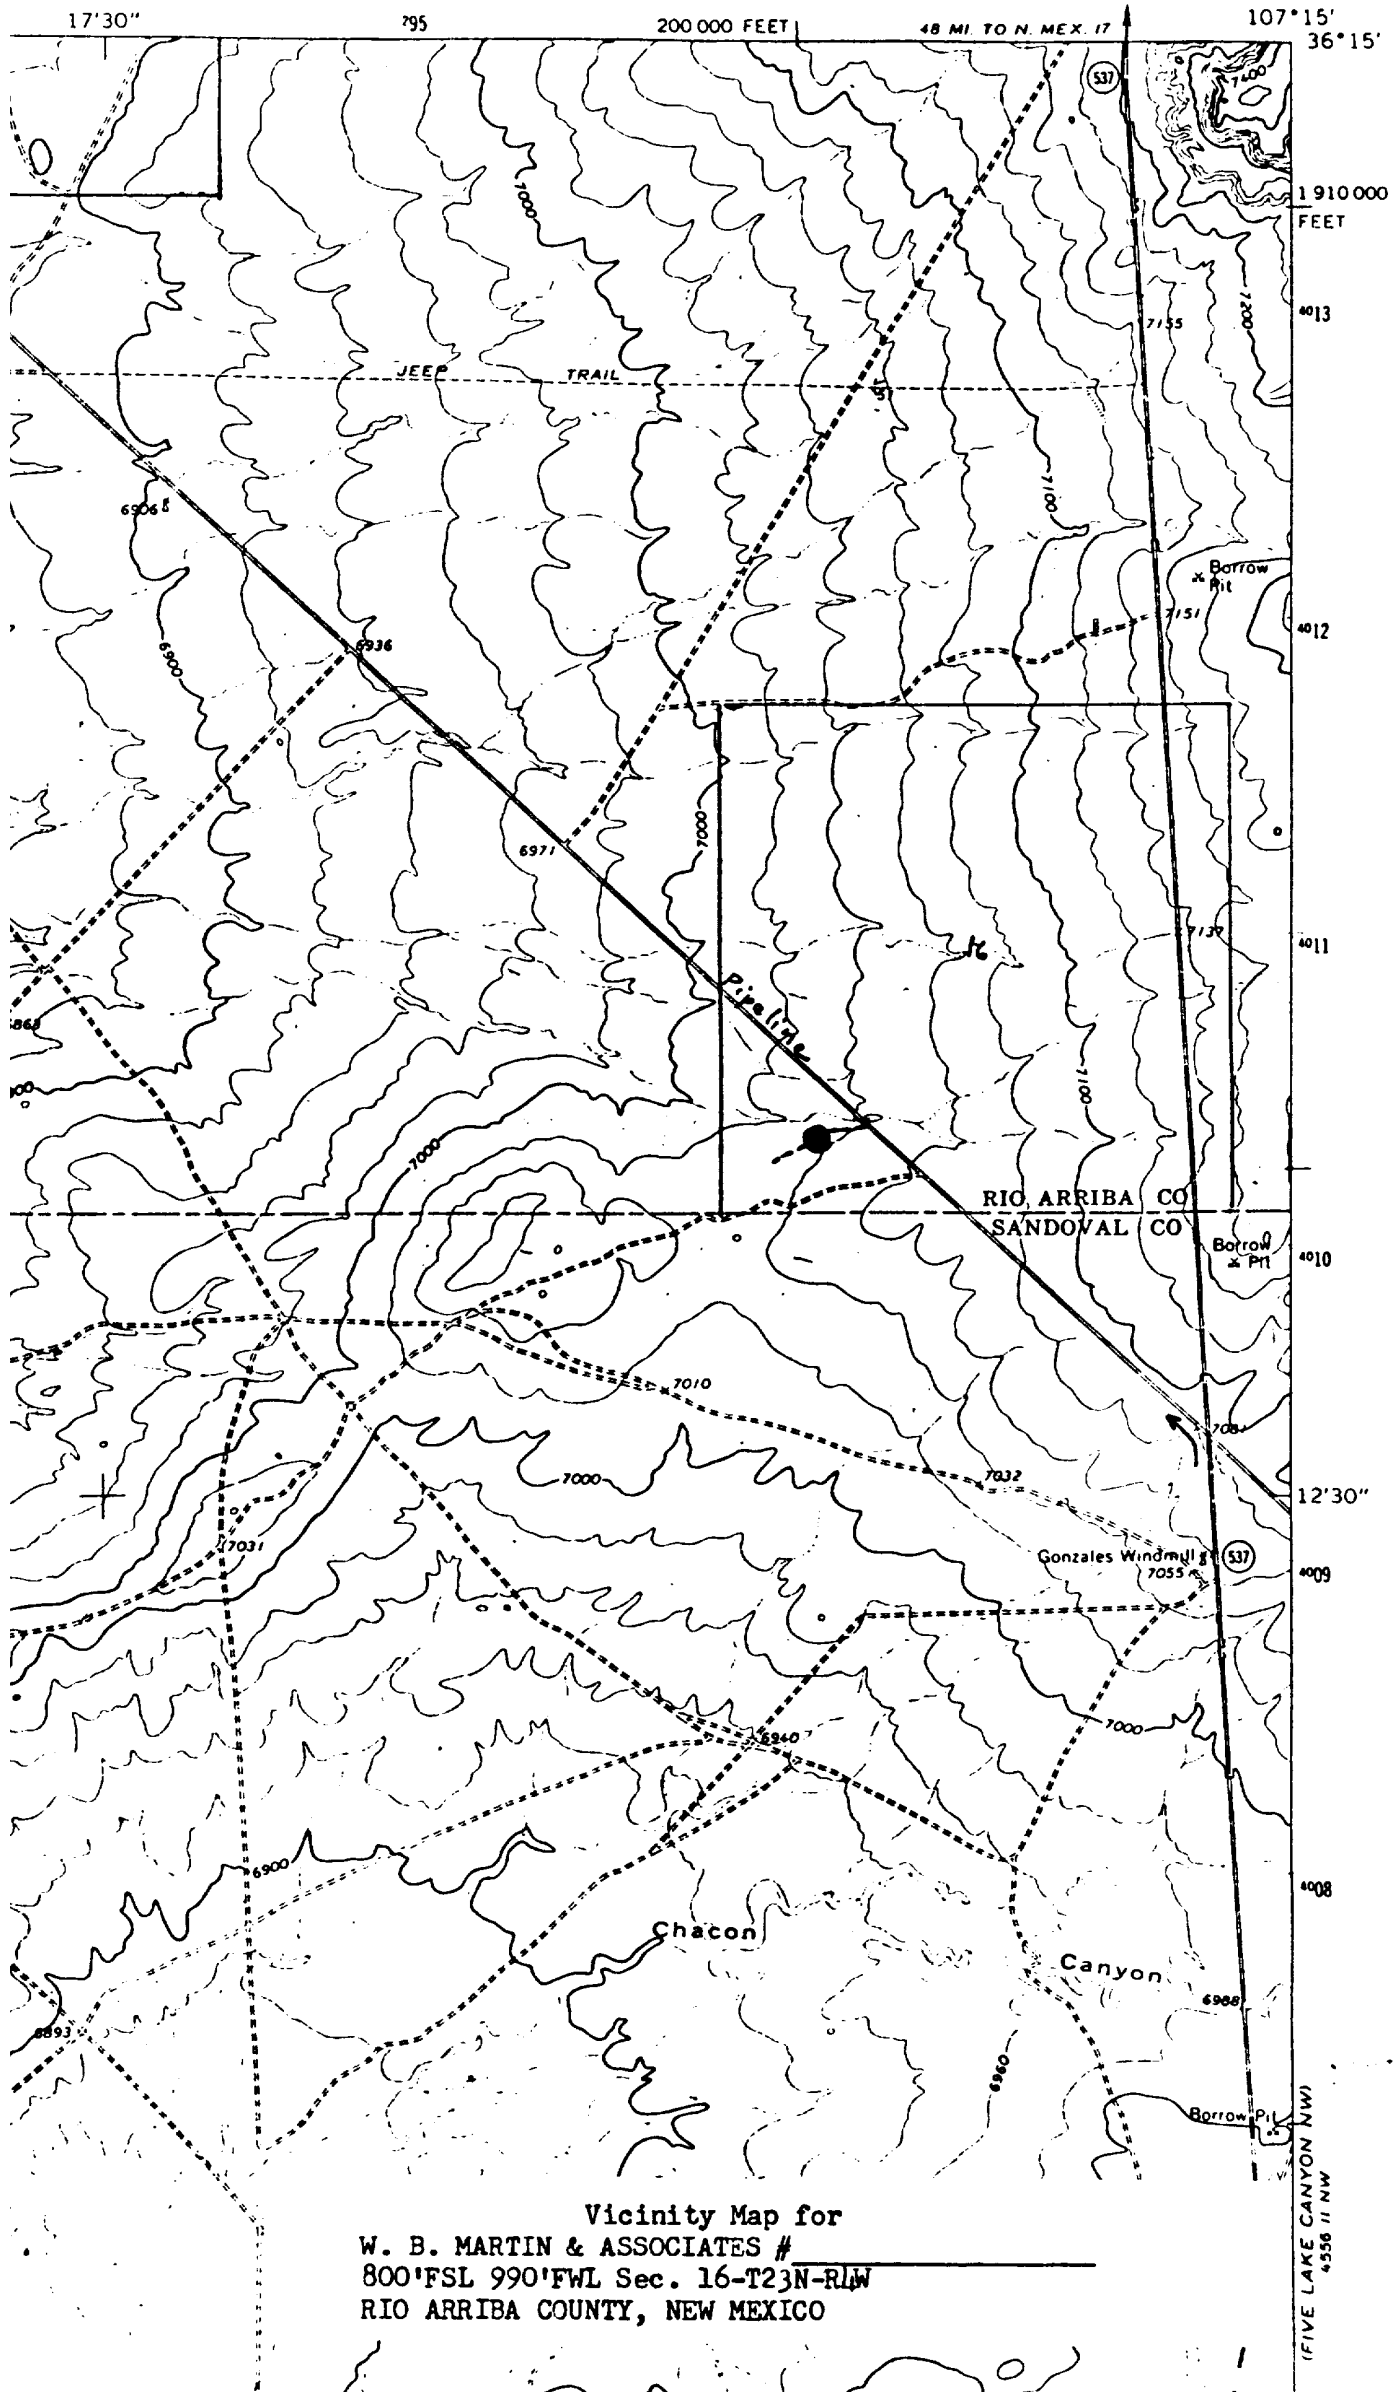 17'30"
295
200 000 FEET
48 MI. TO N. MEX. 17
107°15'
36°15'
537
7400
1 910 000
FEET
7000
7200
4013
7155
JEEP TRAIL
7100
6906
Borrow
Pit
7151
4012
6900
6936
7000
6971
7137
4011
16
Pipeline
7100
7000
RIO ARRIBA CO
SANDOVAL CO
Borrow
Pit
4010
7010
7000
7032
12'30"
7031
Gonzales Windmill
7055
537
4009
7000
6940
6900
4008
Chacon
Canyon
6988
6893
6960
Borrow Pit
(FIVE LAKE CANYON NW)
4556 II NW
Vicinity Map for
W. B. MARTIN & ASSOCIATES #
800'FSL 990'FWL Sec. 16-T23N-R4W
RIO ARRIBA COUNTY, NEW MEXICO